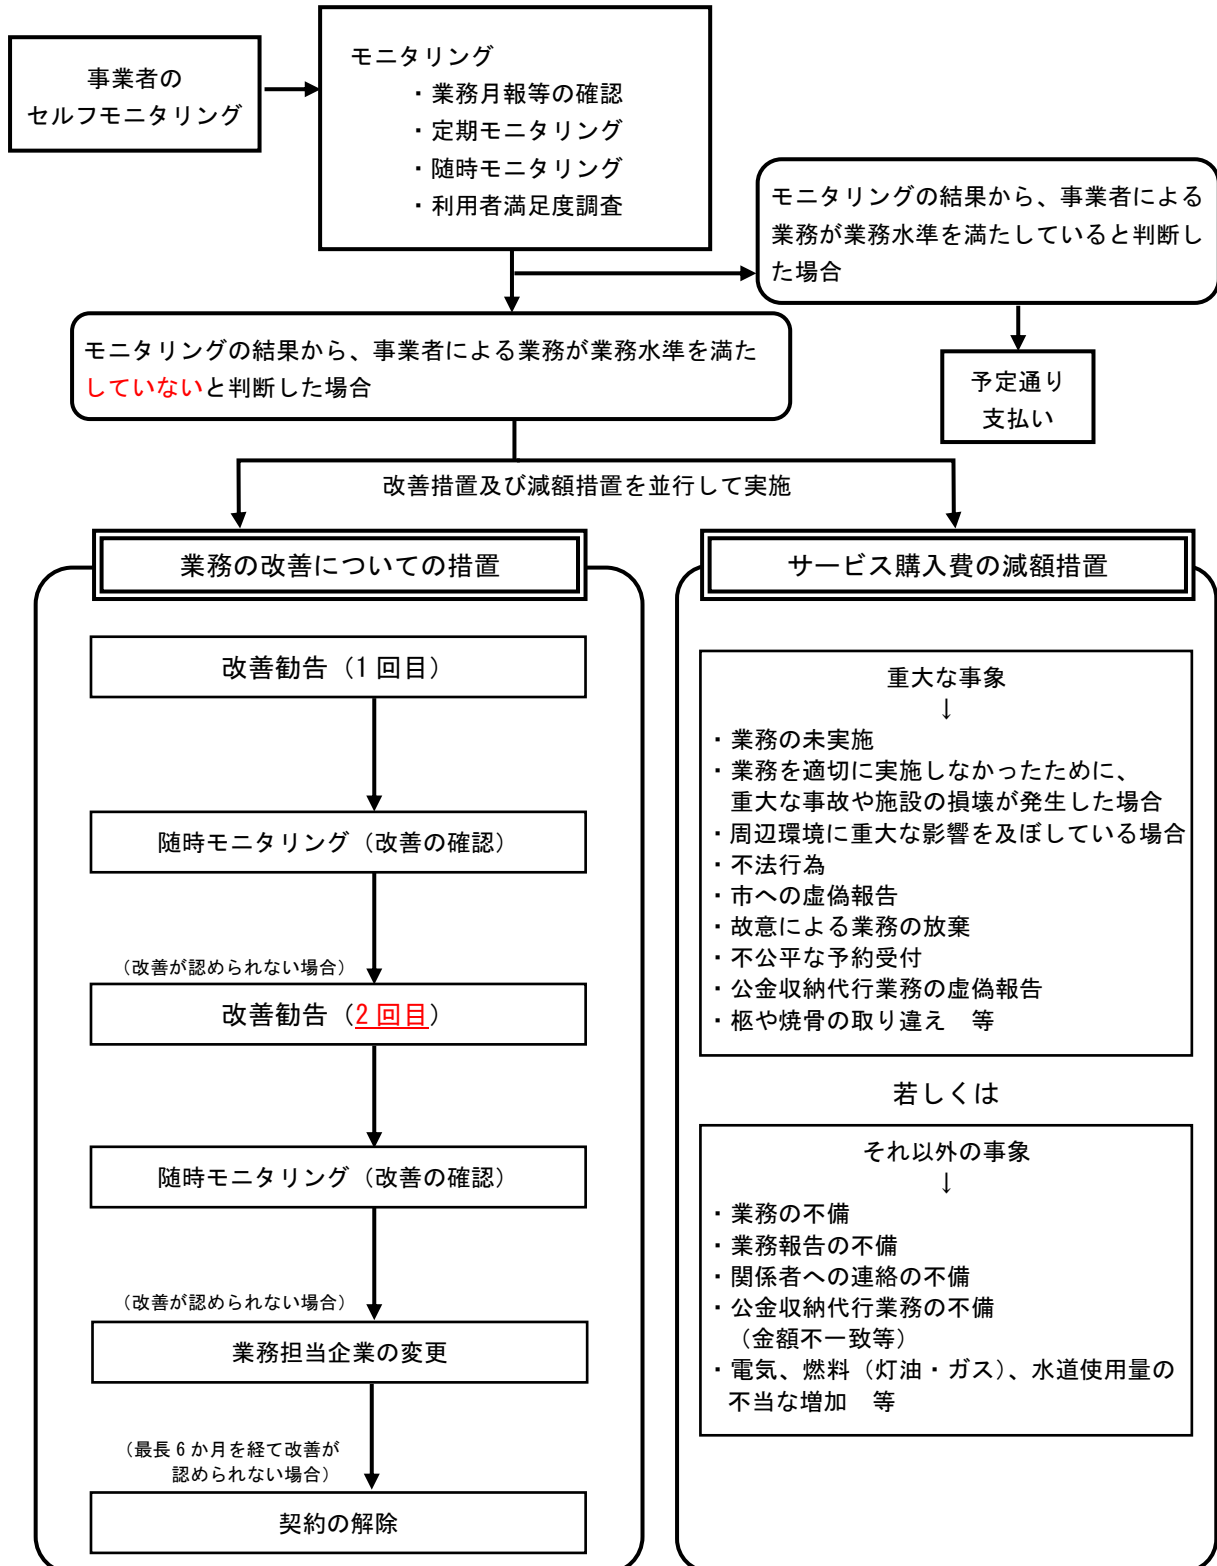 事業者の
セルフモニタリング
モニタリング
・業務月報等の確認
・定期モニタリング
・随時モニタリング
・利用者満足度調査
モニタリングの結果から、事業者による
業務が業務水準を満たしていると判断し
た場合
予定通り
支払い
モニタリングの結果から、事業者による業務が業務水準を満た
していないと判断した場合
改善措置及び減額措置を並行して実施
業務の改善についての措置
改善勧告（1回目）
随時モニタリング（改善の確認）
（改善が認められない場合）
改善勧告（2回目）
随時モニタリング（改善の確認）
（改善が認められない場合）
業務担当企業の変更
（最長6か月を経て改善が
認められない場合）
契約の解除
サービス購入費の減額措置
重大な事象
↓
・業務の未実施
・業務を適切に実施しなかったために、
重大な事故や施設の損壊が発生した場合
・周辺環境に重大な影響を及ぼしている場合
・不法行為
・市への虚偽報告
・故意による業務の放棄
・不公平な予約受付
・公金収納代行業務の虚偽報告
・柩や焼骨の取り違え　等
若しくは
それ以外の事象
↓
・業務の不備
・業務報告の不備
・関係者への連絡の不備
・公金収納代行業務の不備
（金額不一致等）
・電気、燃料（灯油・ガス）、水道使用量の
不当な増加　等